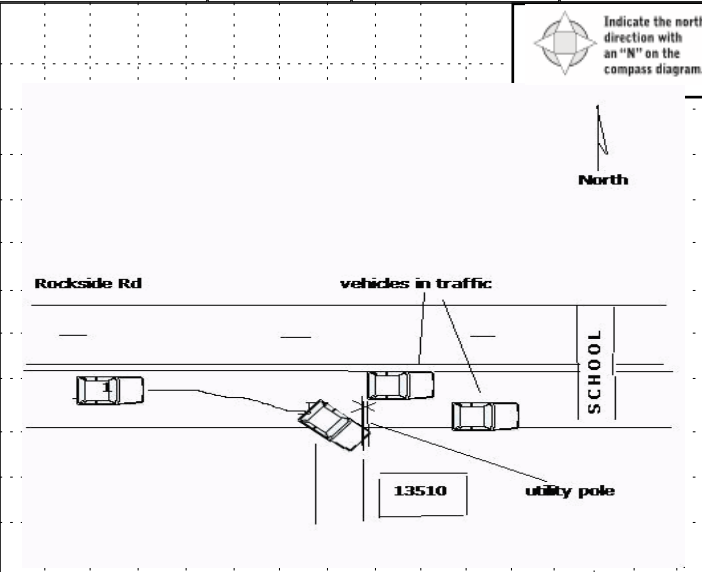 Indicate the north
direction with
an “N” on the
compass diagram.
North
Rockside Rd
vehicles in traffic
SCHOOL
1
13510
utility pole